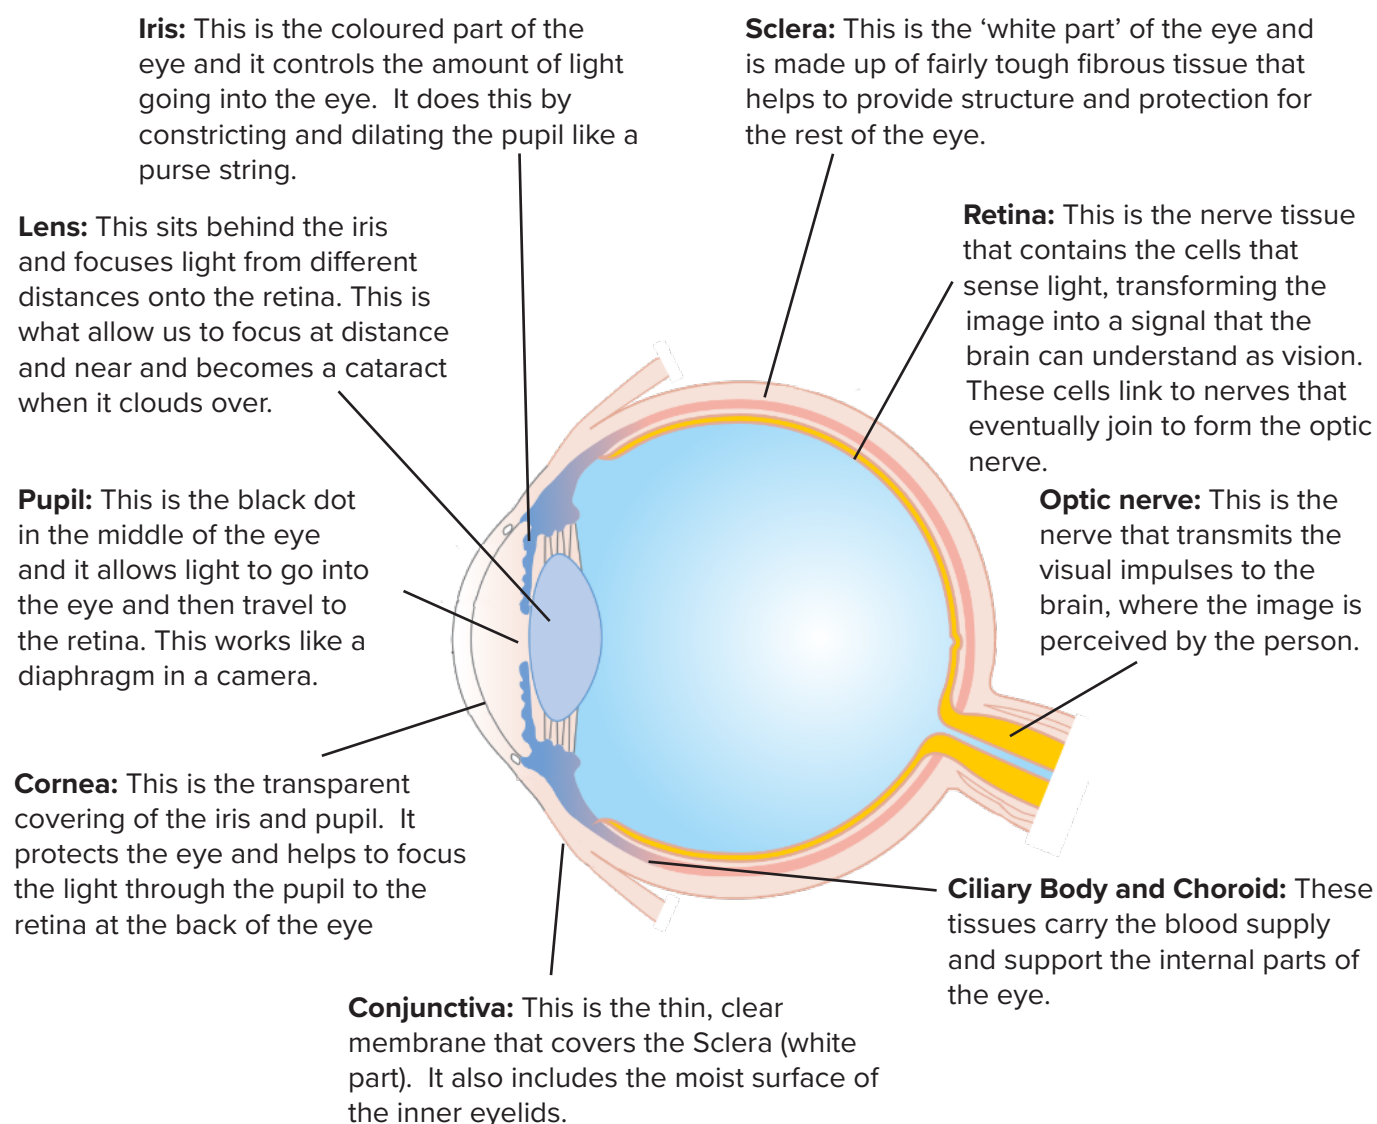 Iris: This is the coloured part of the
eye and it controls the amount of light
going into the eye.  It does this by
constricting and dilating the pupil like a
purse string.
Sclera: This is the ‘white part’ of the eye and
is made up of fairly tough fibrous tissue that
helps to provide structure and protection for
the rest of the eye.
Lens: This sits behind the iris
and focuses light from different
distances onto the retina. This is
what allow us to focus at distance
and near and becomes a cataract
when it clouds over.
Retina: This is the nerve tissue
that contains the cells that
sense light, transforming the
image into a signal that the
brain can understand as vision.
These cells link to nerves that
eventually join to form the optic
nerve.
Pupil: This is the black dot
in the middle of the eye
and it allows light to go into
the eye and then travel to
the retina. This works like a
diaphragm in a camera.
Optic nerve: This is the
nerve that transmits the
visual impulses to the
brain, where the image is
perceived by the person.
Cornea: This is the transparent
covering of the iris and pupil.  It
protects the eye and helps to focus
the light through the pupil to the
retina at the back of the eye
Ciliary Body and Choroid: These
tissues carry the blood supply
and support the internal parts of
the eye.
Conjunctiva: This is the thin, clear
membrane that covers the Sclera (white
part).  It also includes the moist surface of
the inner eyelids.